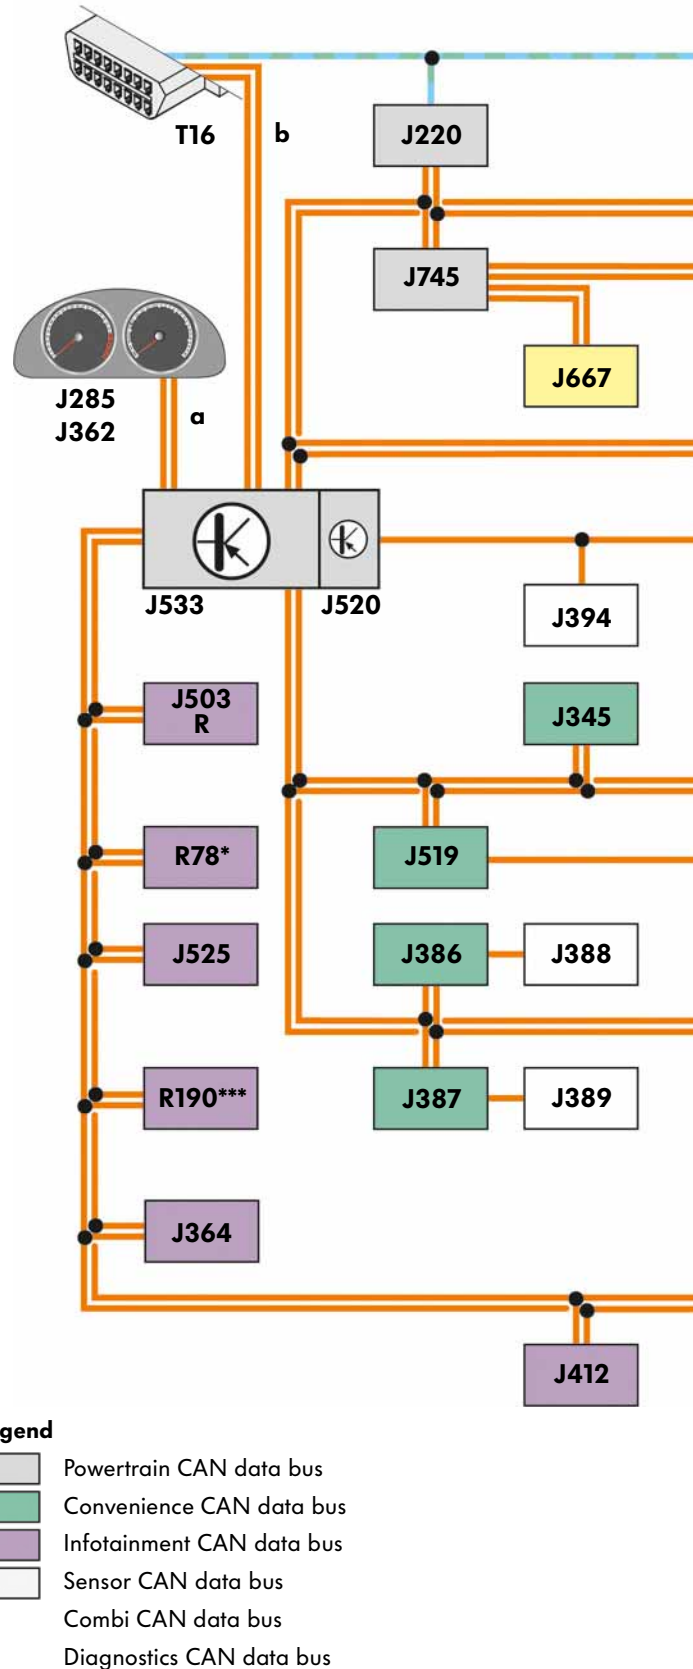 T16
b
J220
J745
J667
J285
J362
a
J533
J520
J394
J503
R
J345
R78*
J519
J525
J386
J388
R190***
J387
J389
J364
J412
gend
Powertrain CAN data bus
Convenience CAN data bus
Infotainment CAN data bus
Sensor CAN data bus
Combi CAN data bus
Diagnostics CAN data bus